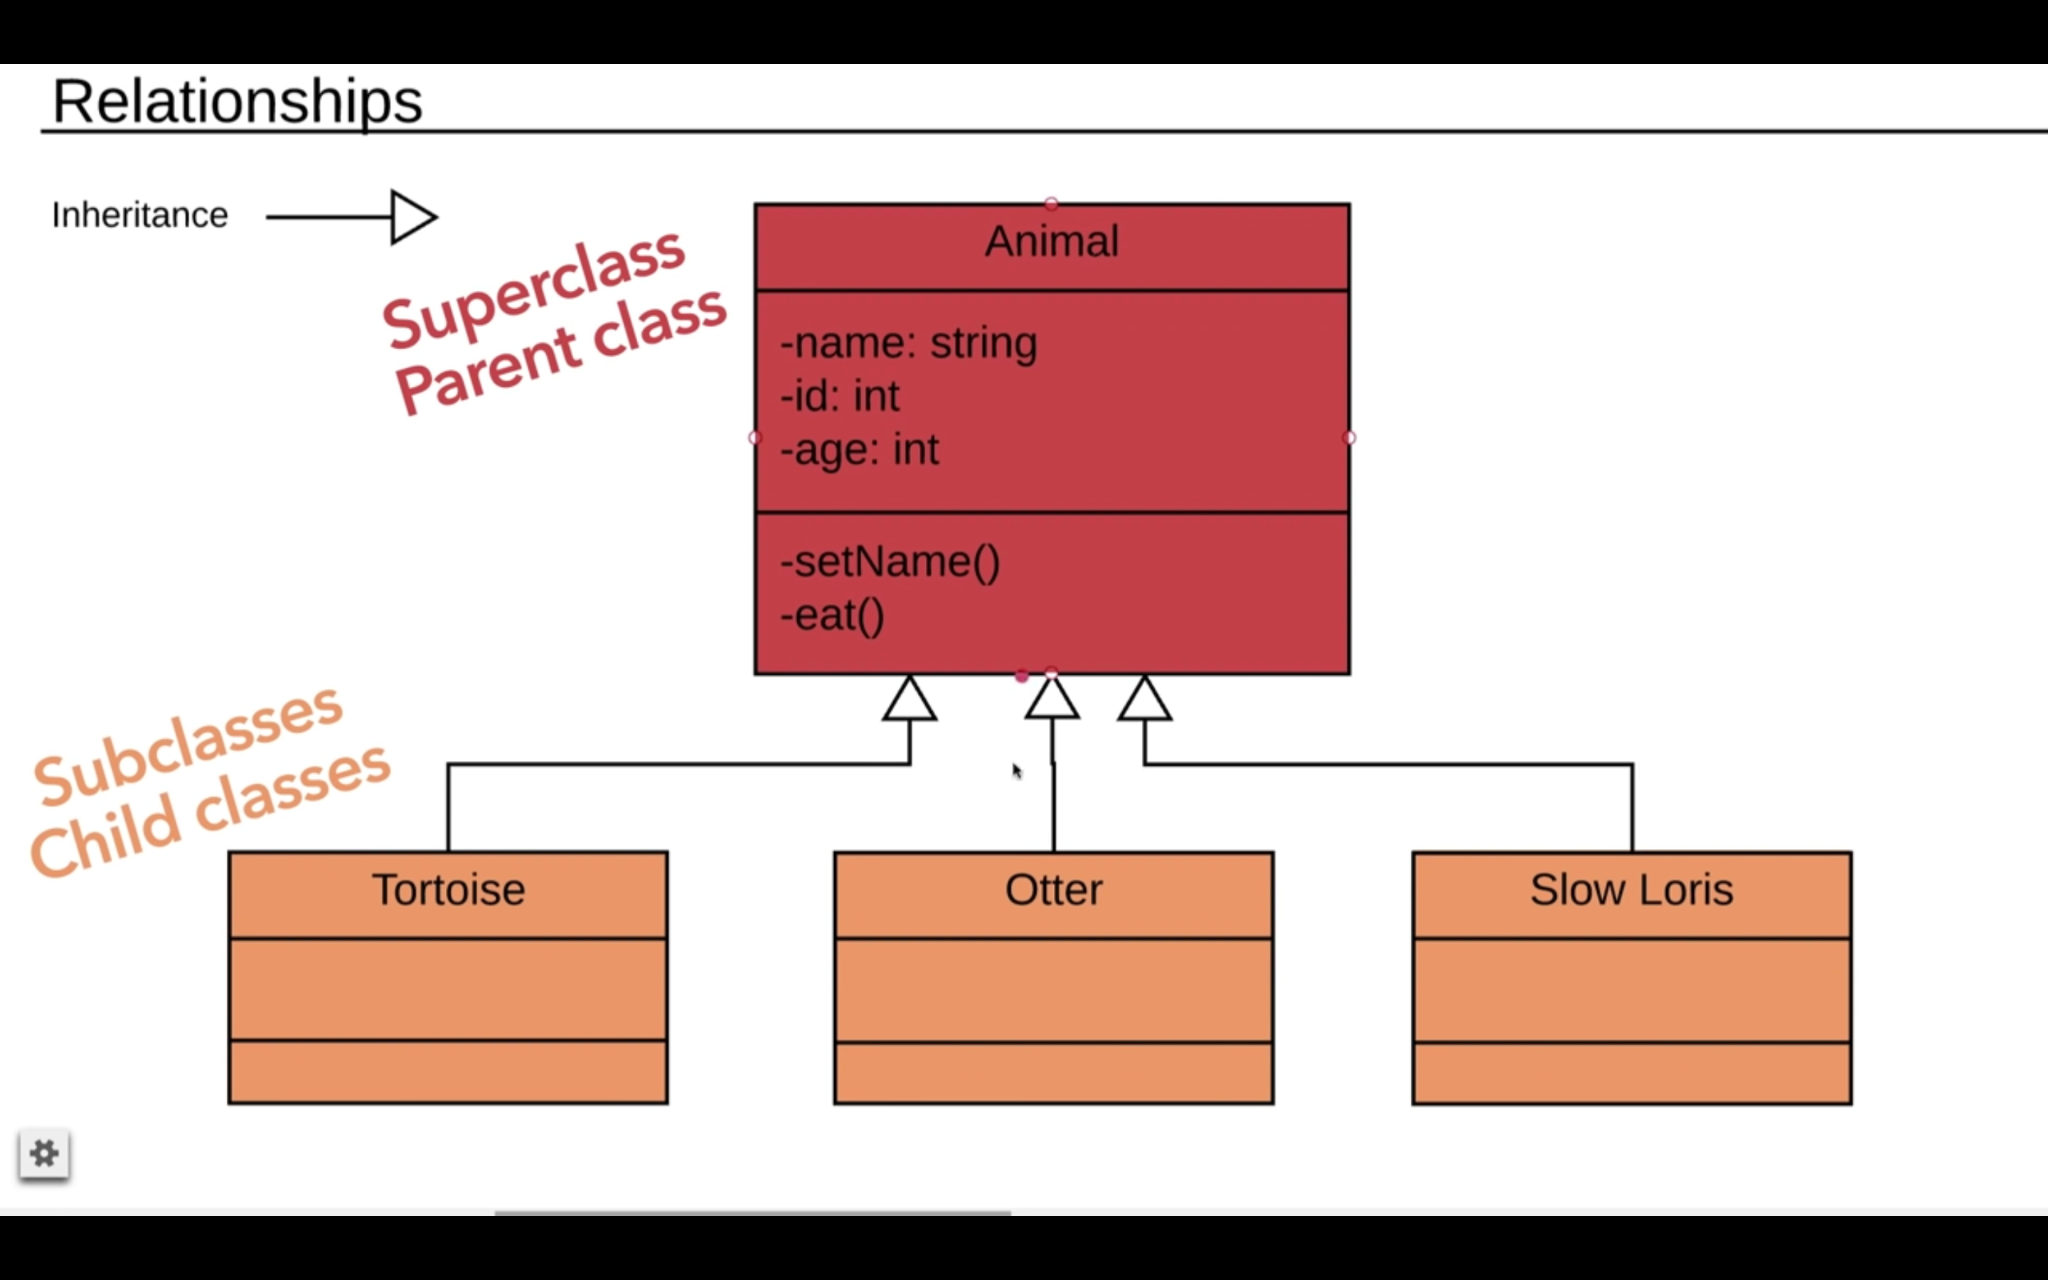 Relationships
Inheritance
Superclass
Parent class
Animal
-name: string
-id: int
-age: int
-setName()
-eat()
Subclasses
Child classes
Tortoise
Otter
Slow Loris